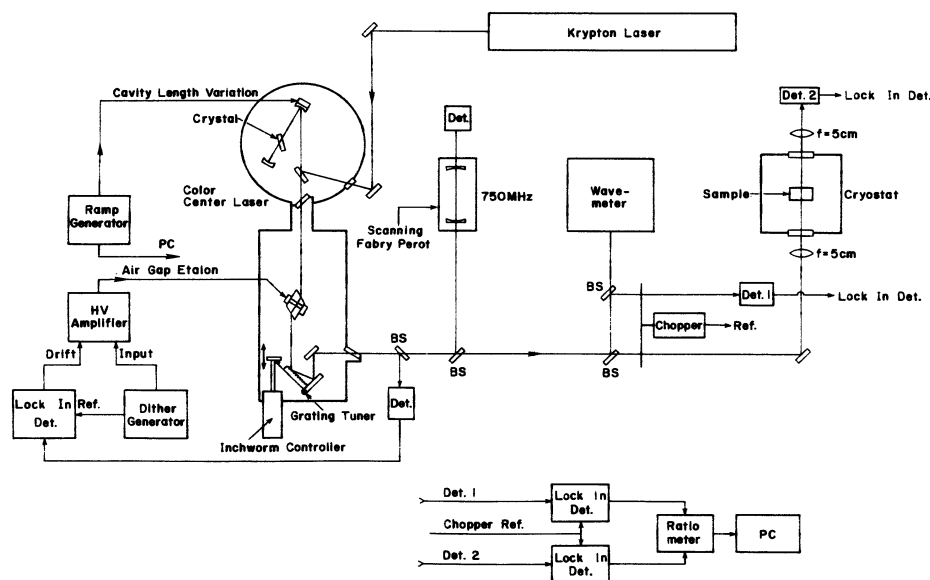 Krypton Laser
Cavity Length Variation
Crystal
Color
Center Laser
Ramp
Generator
PC
Air Gap Etalon
HV
Amplifier
Drift
Input
Lock In
Det.
Ref.
Dither
Generator
Inchworm Controller
Grating Tuner
Det.
750MHz
Scanning
Fabry Perot
BS
Det.
BS
Wave-
meter
BS
BS
Det. 1
Lock In Det.
Chopper
Ref.
Det. 2
Lock In Det.
f=5cm
Sample
Cryostat
f=5cm
Det. 1
Lock In
Det.
Chopper Ref.
Ratio
meter
PC
Det. 2
Lock In
Det.